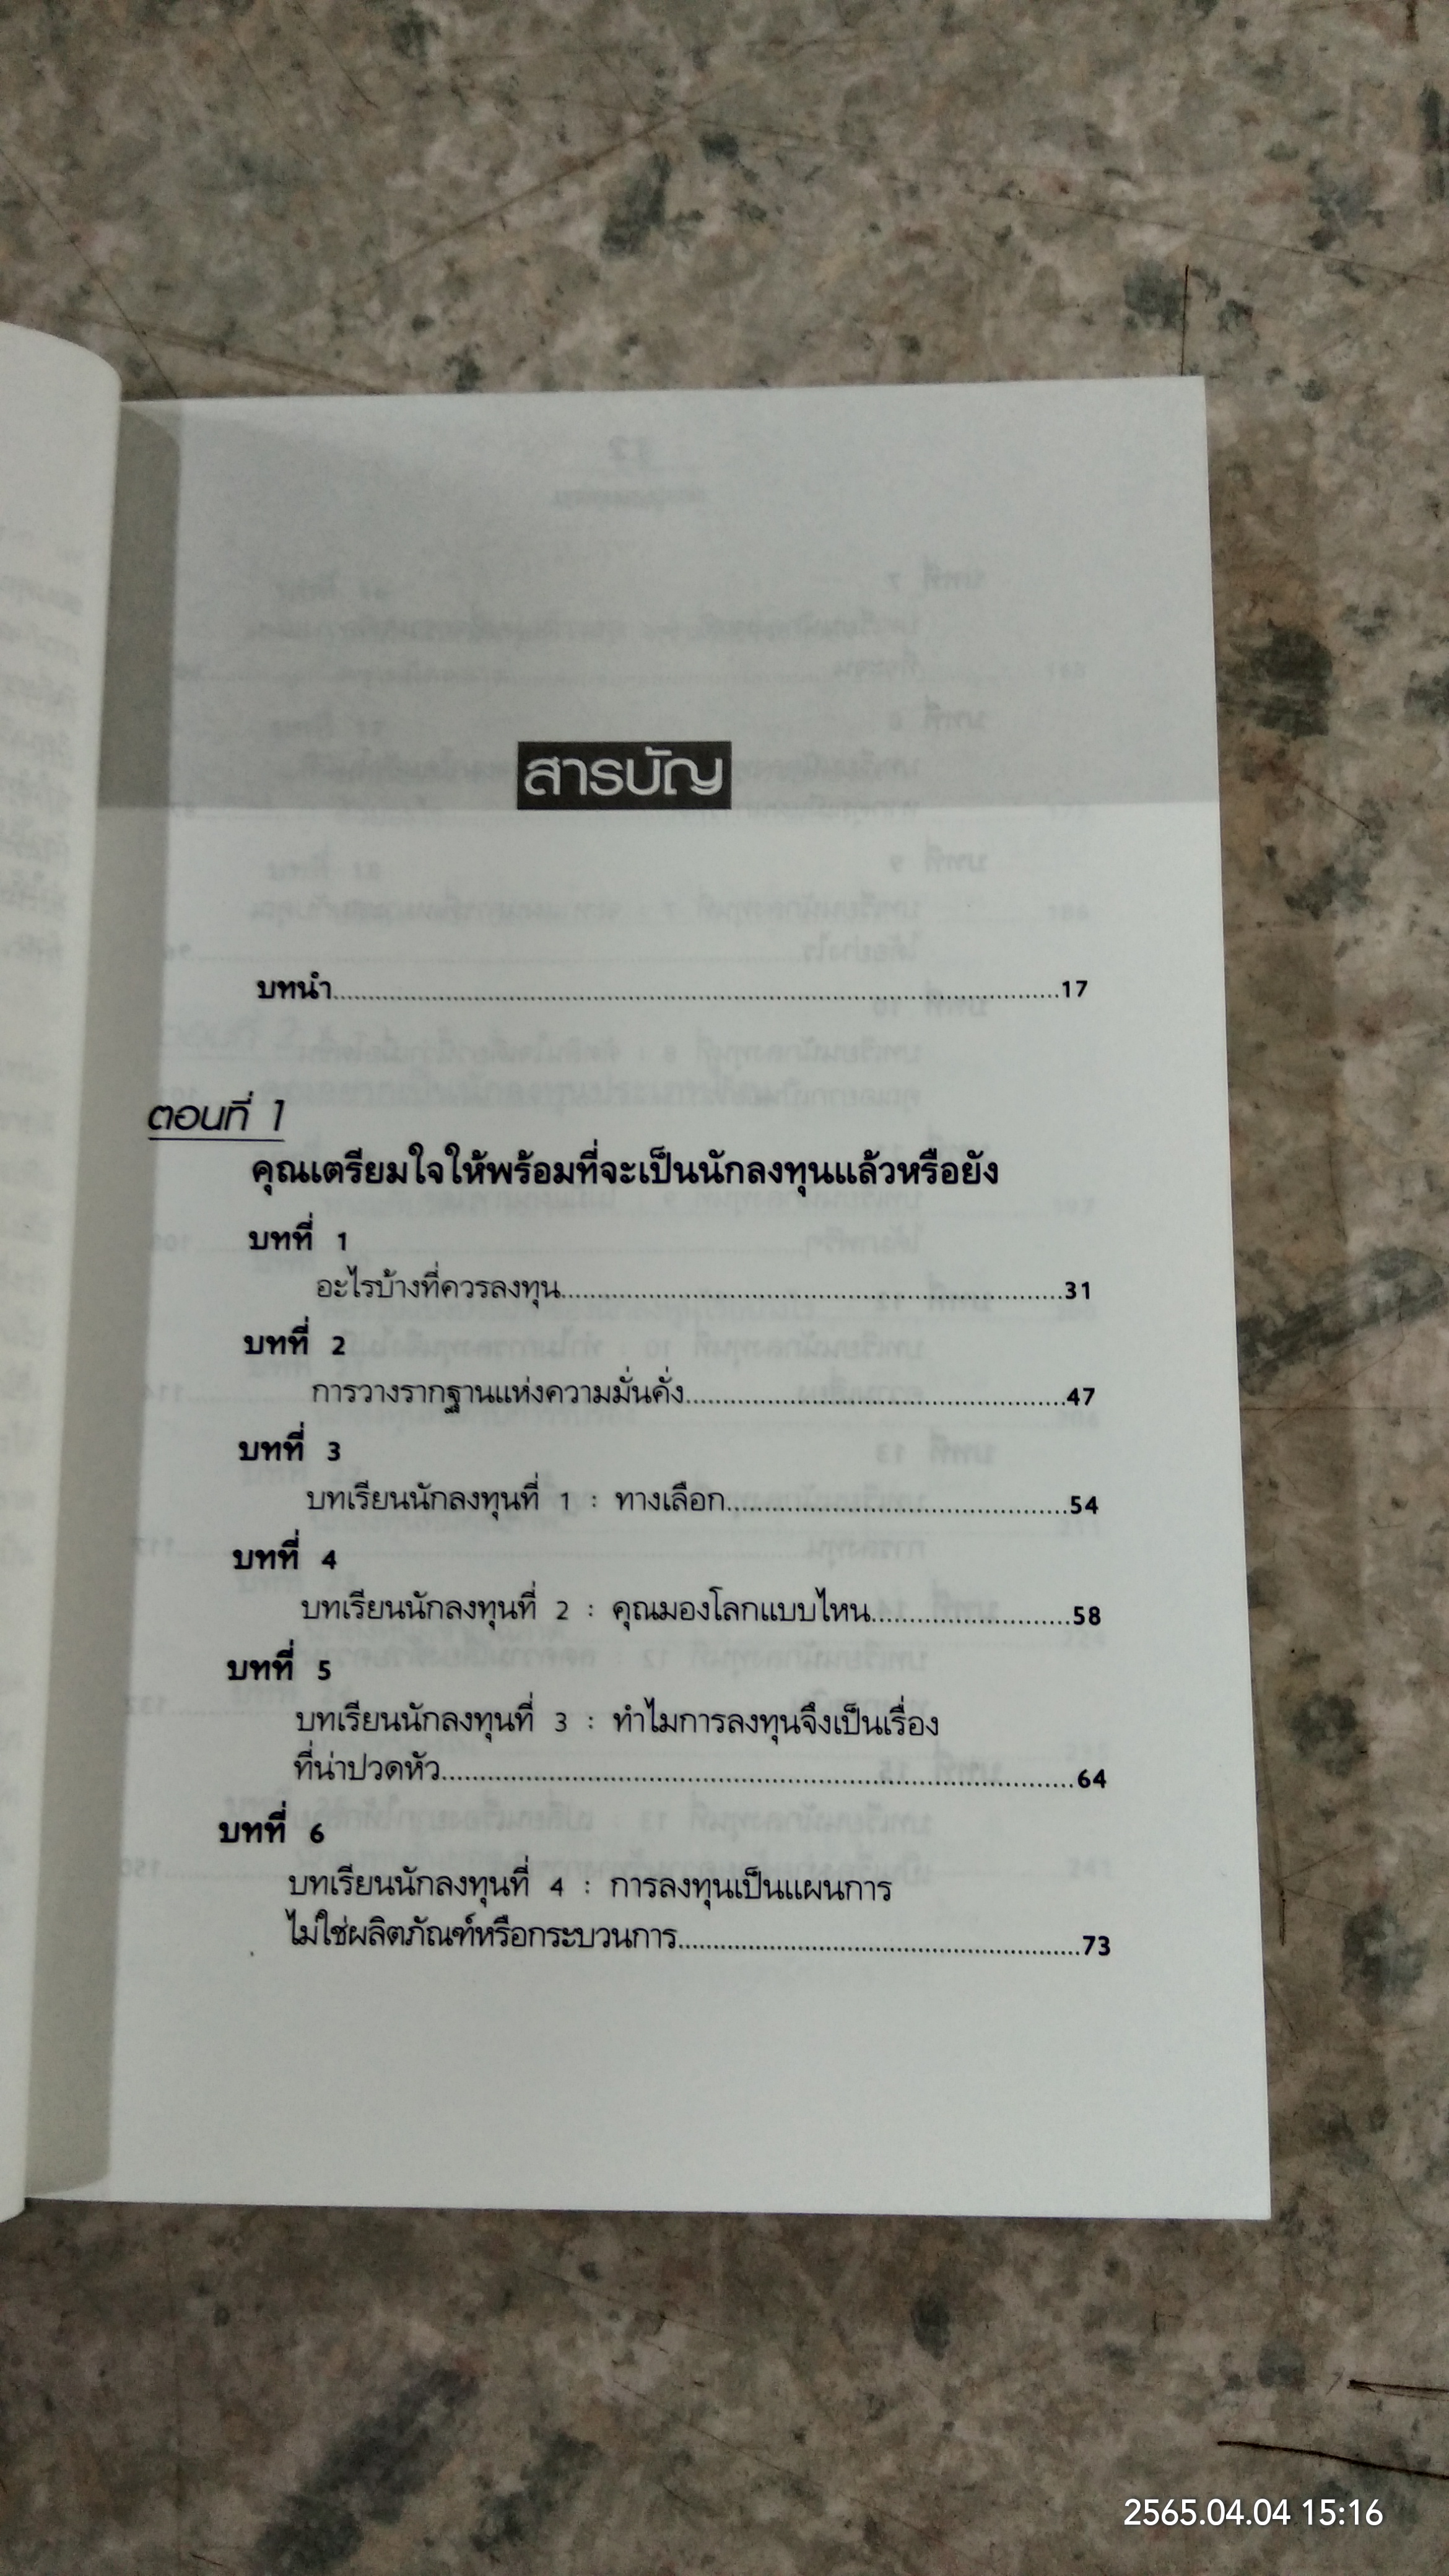 สารบัญ
บทนำ 17
ตอนที่ 1
คุณเตรียมใจให้พร้อมที่จะเป็นนักลงทุนแล้วหรือยัง
บทที่ 1
อะไรบ้างที่ควรลงทุน 31
บทที่ 2
การวางรากฐานแห่งความมั่นคั่ง 47
บทที่ 3
บทเรียนนักลงทุนที่ 1 : ทางเลือก 54
บทที่ 4
บทเรียนนักลงทุนที่ 2 : คุณมองโลกแบบไหน 58
บทที่ 5
บทเรียนนักลงทุนที่ 3 : ทำไมการลงทุนจึงเป็นเรื่อง
ที่น่าปวดหัว 64
บทที่ 6
บทเรียนนักลงทุนที่ 4 : การลงทุนเป็นแผนการ
ไม่ใช่ผลิตภัณฑ์หรือกระบวนการ 73
2565.04.04 15:16